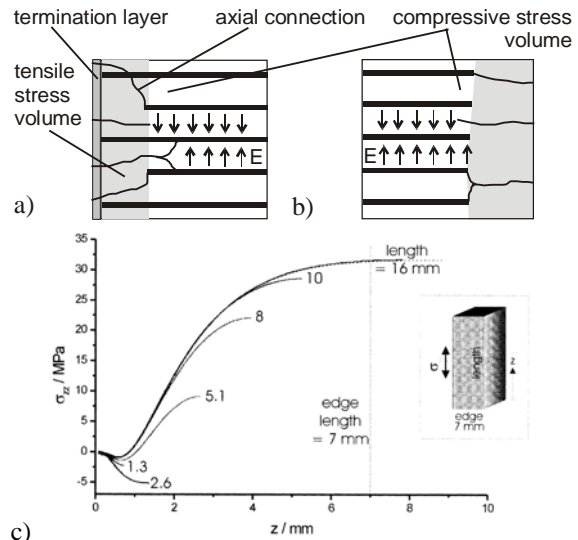 termination layer
axial connection
compressive stress
volume
tensile
stress
volume
E
E
a)
b)
35
30
25
20
15
10
5
0
-5
σzz / MPa
length
= 16 mm
10
8
5.1
1.3
2.6
edge
length
= 7 mm
σ
length
z
edge
7 mm
0
2
4
6
8
10
z / mm
c)